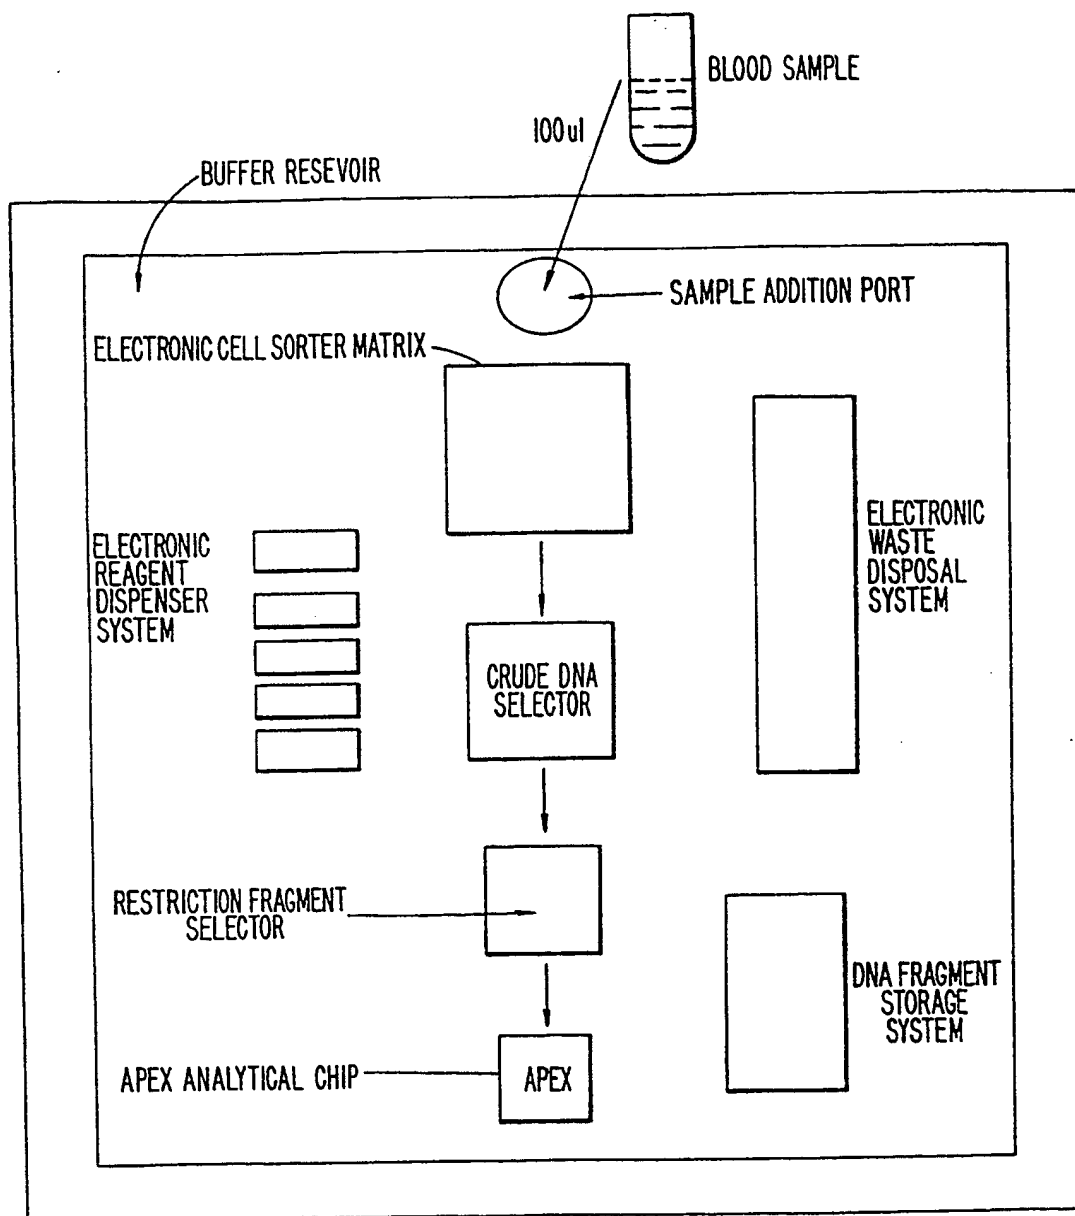 BLOOD SAMPLE
100ul
BUFFER RESEVOIR
SAMPLE ADDITION PORT
ELECTRONIC CELL SORTER MATRIX
ELECTRONIC
REAGENT
DISPENSER
SYSTEM
ELECTRONIC
WASTE
DISPOSAL
SYSTEM
CRUDE DNA
SELECTOR
RESTRICTION FRAGMENT
SELECTOR
DNA FRAGMENT
STORAGE
SYSTEM
APEX ANALYTICAL CHIP
APEX